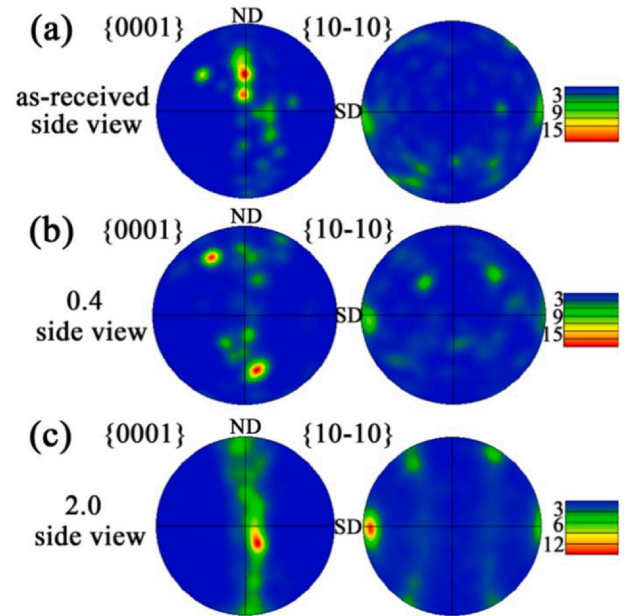 ND
(a) {0001} {10-10}
as-received
side view
SD
3
9
15
ND
(b) {0001} {10-10}
0.4
side view
SD
3
9
15
ND
(c) {0001} {10-10}
2.0
side view
SD
3
6
12